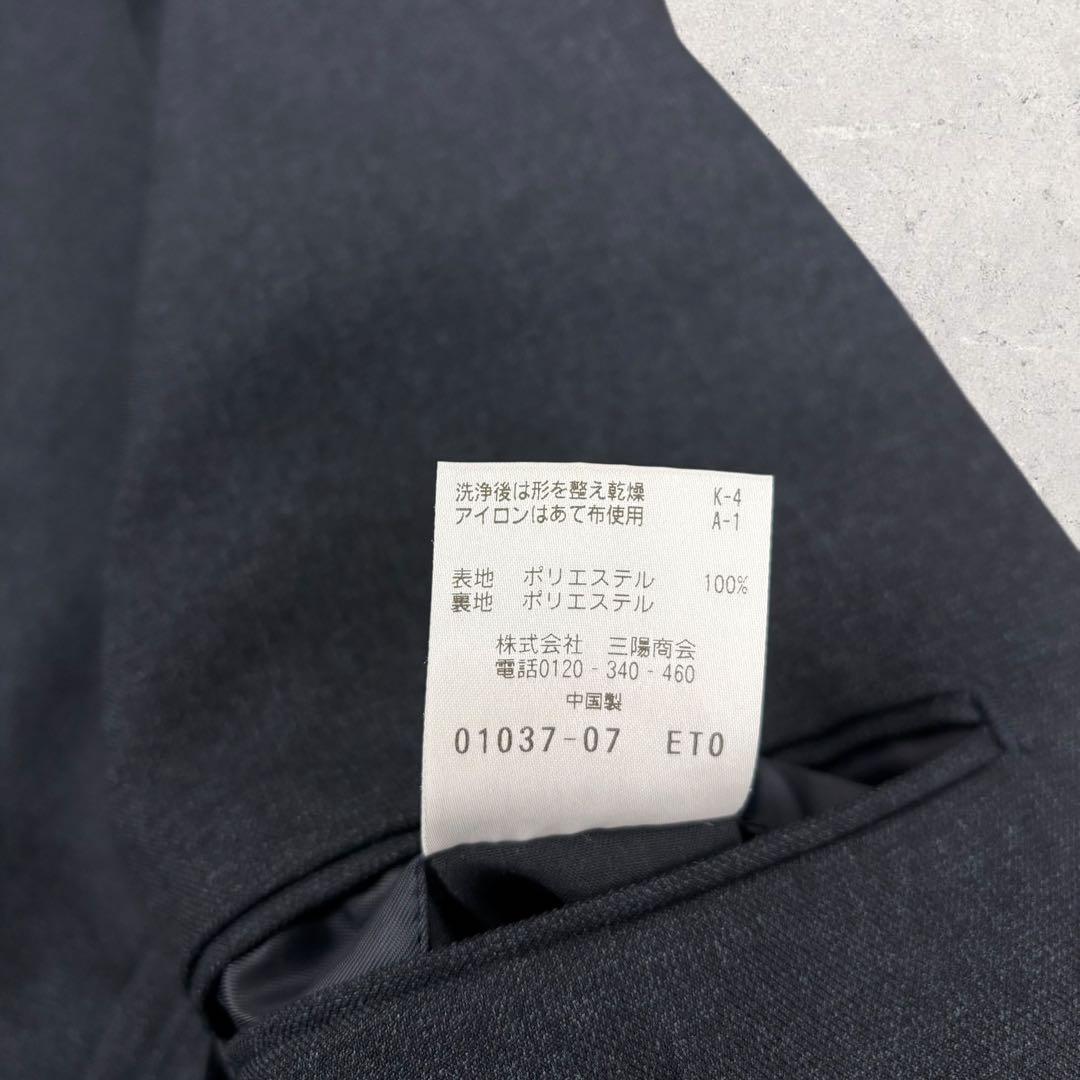 洗浄後は形を整え乾燥 K-4
アイロンはあて布使用 A-1
表地 ポリエステル 100%
裏地 ポリエステル
株式会社 三陽商会
電話0120-340-460
中国製
01037-07 ETO